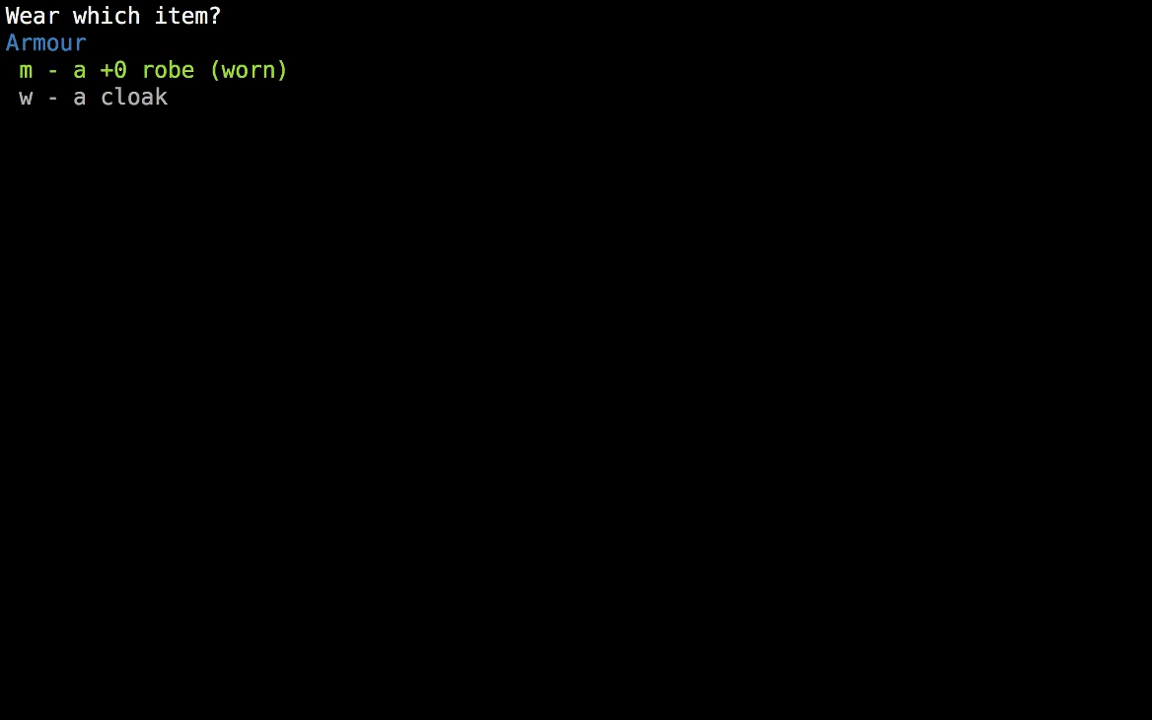 Wear which item?
Armour
m - a +0 robe (worn)
w - a cloak